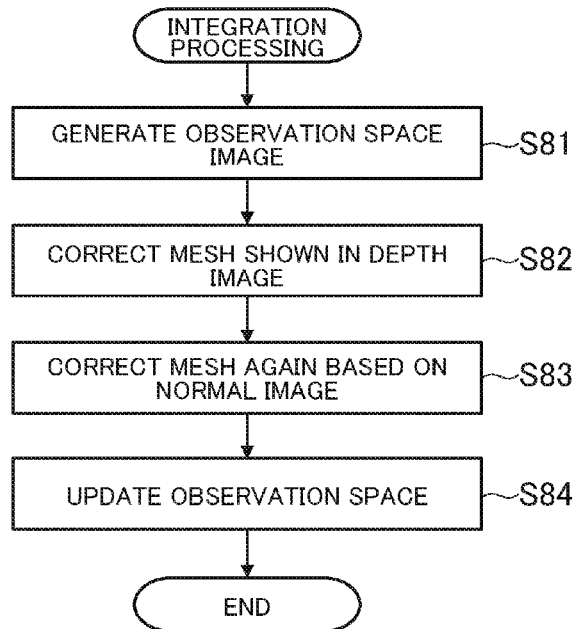 INTEGRATION
PROCESSING
GENERATE OBSERVATION SPACE
IMAGE
S81
CORRECT MESH SHOWN IN DEPTH
IMAGE
S82
CORRECT MESH AGAIN BASED ON
NORMAL IMAGE
S83
UPDATE OBSERVATION SPACE
S84
END